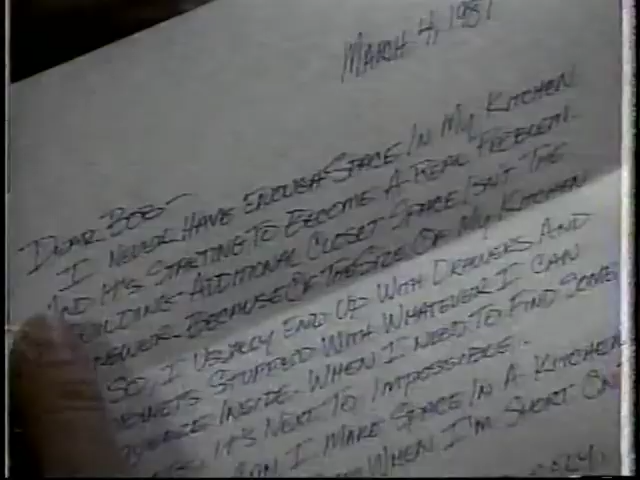 MARCH 4, 1987
DEAR BOB-
I NEVER HAVE ENOUGH SPACE IN MY KITCHEN
AND IT'S STARTING TO BECOME A REAL PROBLEM.
BUILDING ADDITIONAL CLOSET SPACE ISN'T THE
ANSWER BECAUSE OF THE SIZE OF MY KITCHEN
SO, I USUALLY END UP WITH DRAWERS AND
CABINETS STUFFED WITH WHATEVER I CAN
SQUEEZE INSIDE. WHEN I NEED TO FIND SOME
IT'S NEXT TO IMPOSSIBLE.
CAN I MAKE SPACE IN A KITCHEN
WHEN I'M SHORT ON